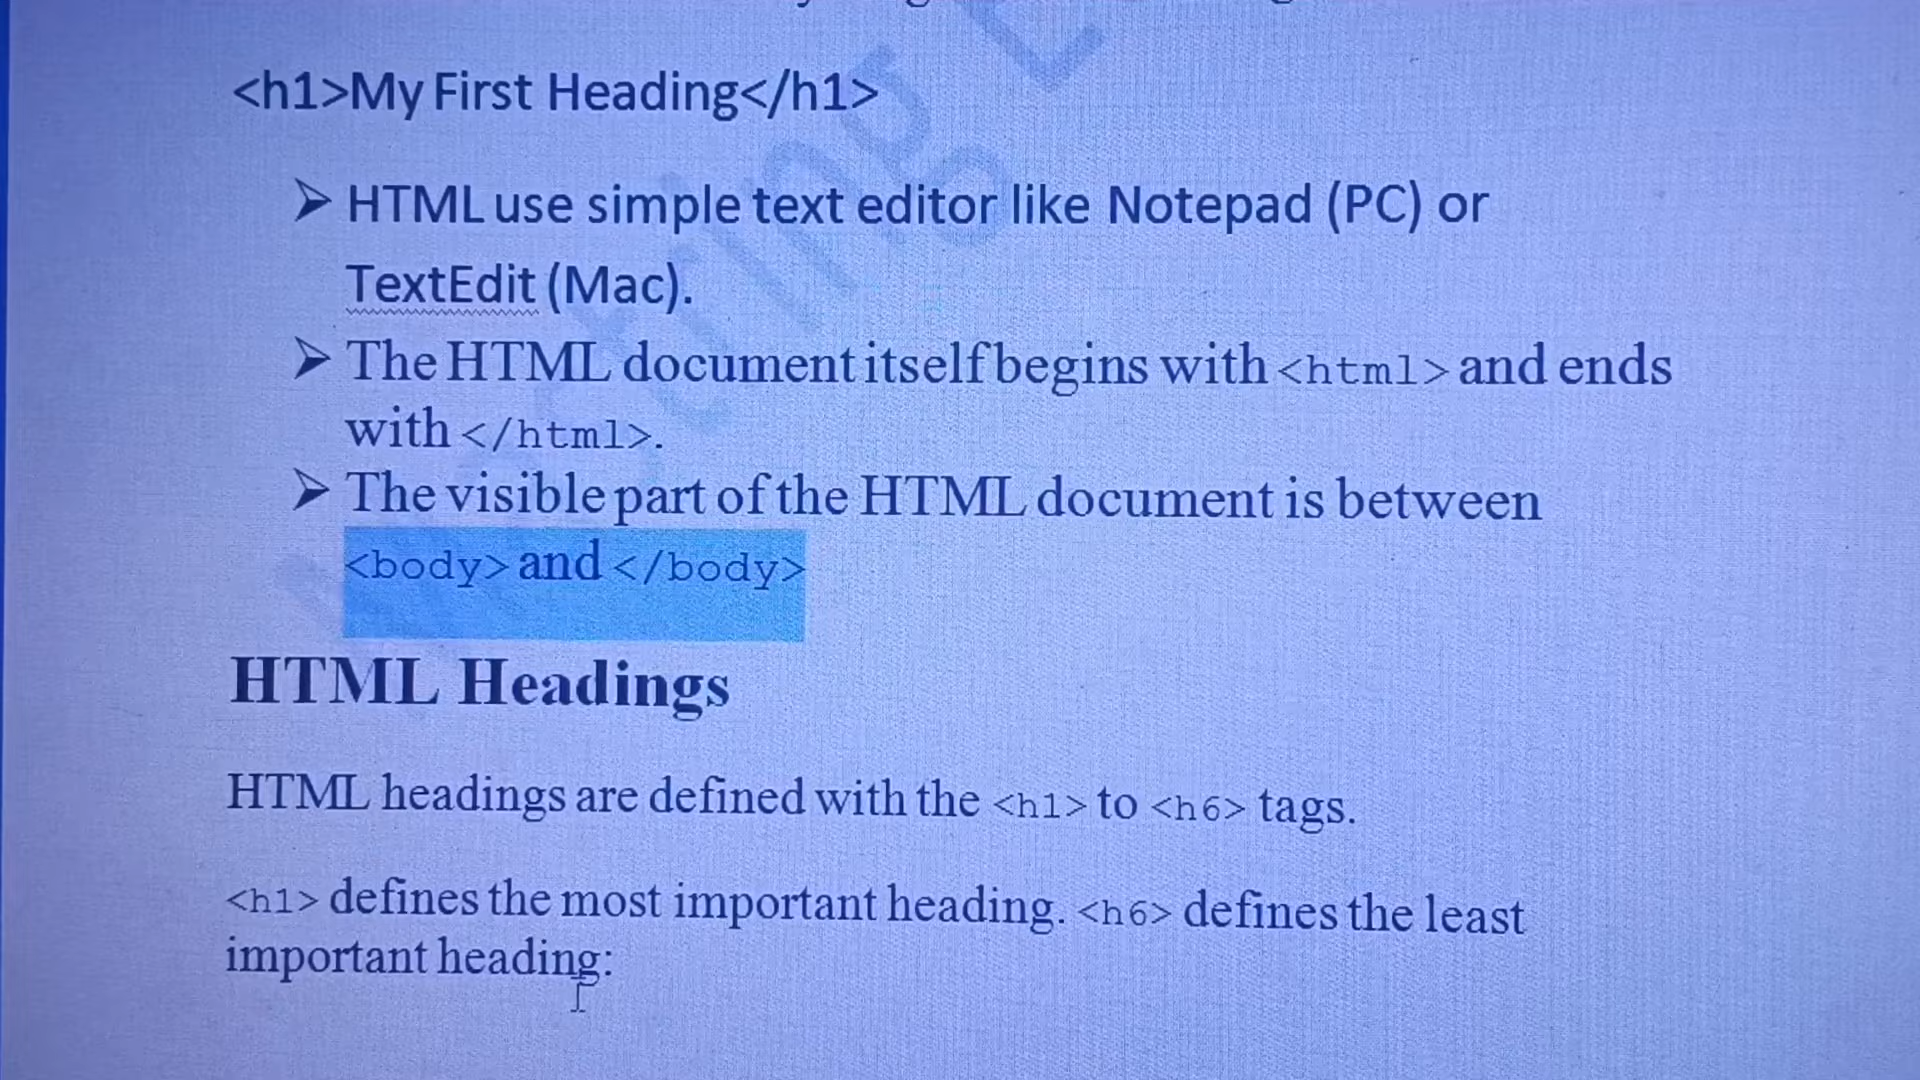 <h1>My First Heading</h1>
➤ HTML use simple text editor like Notepad (PC) or
TextEdit (Mac).
➤ The HTML document itself begins with <html> and ends
with </html>.
➤ The visible part of the HTML document is between
<body> and </body>
HTML Headings
HTML headings are defined with the <h1> to <h6> tags.
<h1> defines the most important heading. <h6> defines the least
important heading: